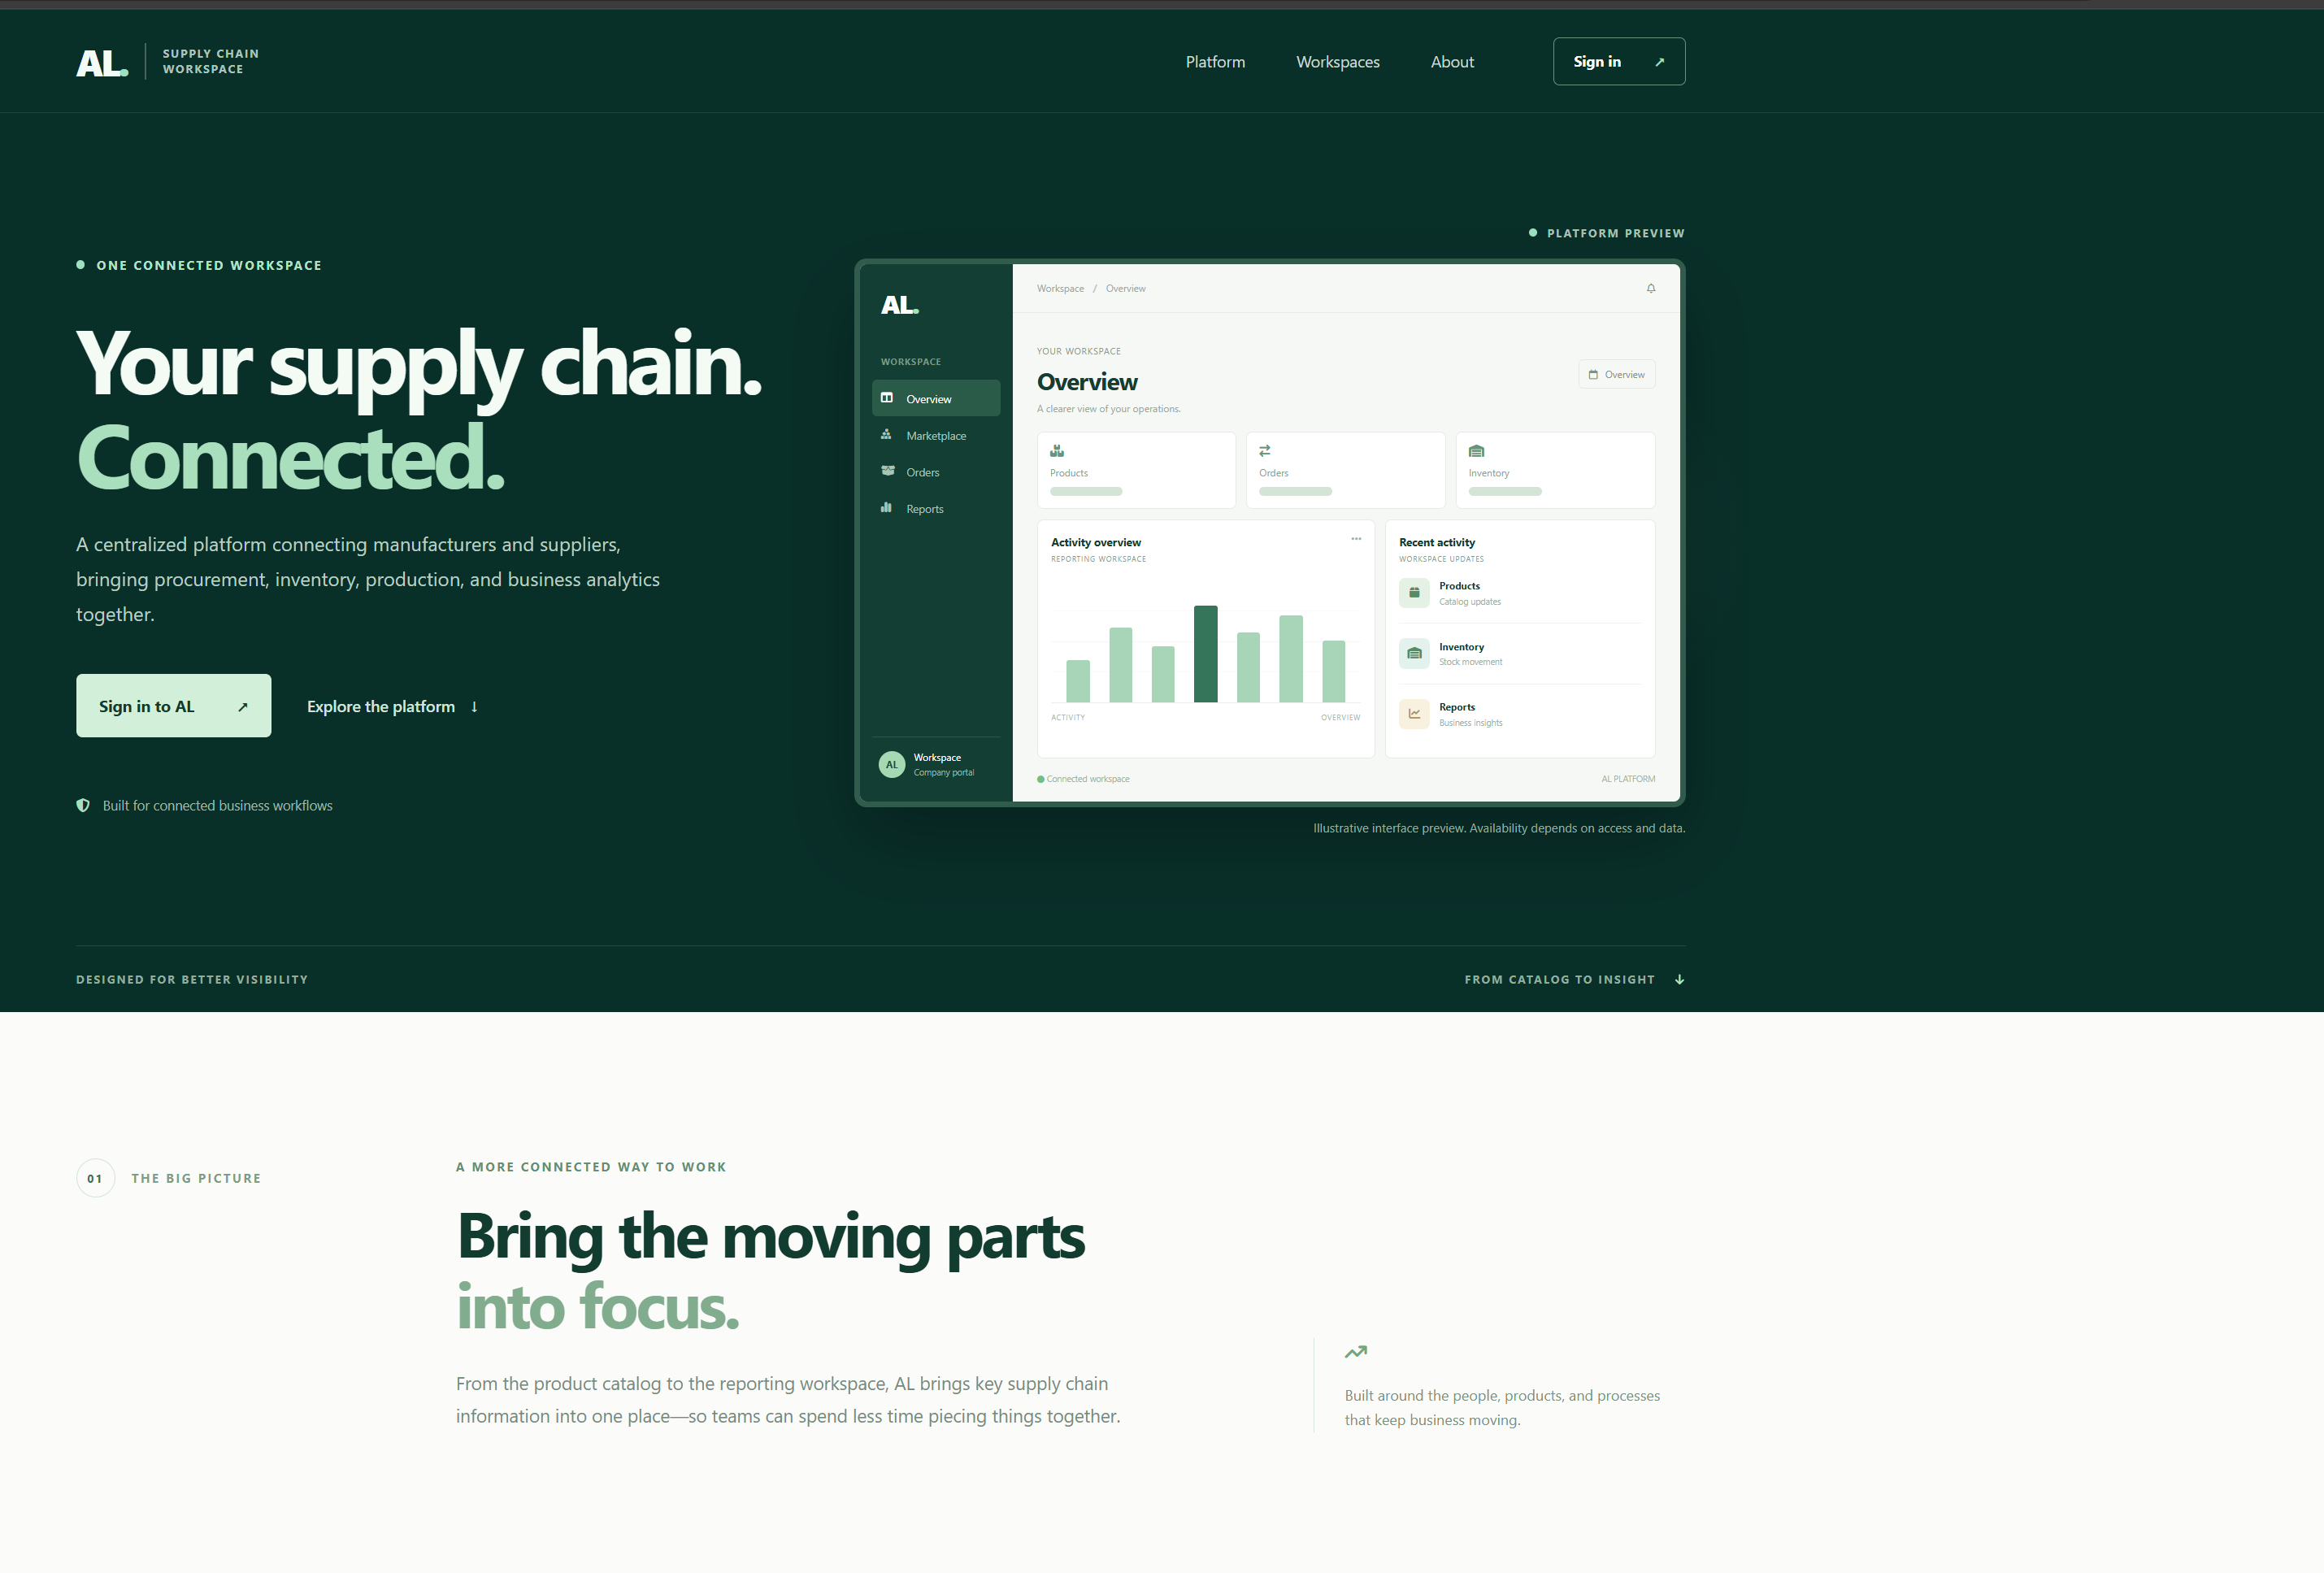 AL.
SUPPLY CHAIN
WORKSPACE
Platform
Workspaces
About
Sign in
ONE CONNECTED WORKSPACE
Your supply chain.
Connected.
A centralized platform connecting manufacturers and suppliers,
bringing procurement, inventory, production, and business analytics
together.
Sign in to AL
Explore the platform
Built for connected business workflows
PLATFORM PREVIEW
AL.
WORKSPACE
Overview
Marketplace
Orders
Reports
AL
Workspace
Company portal
Workspace / Overview
YOUR WORKSPACE
Overview
A clearer view of your operations.
Overview
Products
Orders
Inventory
Activity overview
REPORTING WORKSPACE
ACTIVITY
OVERVIEW
Recent activity
WORKSPACE UPDATES
Products
Catalog updates
Inventory
Stock movement
Reports
Business insights
Connected workspace
AL PLATFORM
Illustrative interface preview. Availability depends on access and data.
DESIGNED FOR BETTER VISIBILITY
FROM CATALOG TO INSIGHT
01
THE BIG PICTURE
A MORE CONNECTED WAY TO WORK
Bring the moving parts
into focus.
From the product catalog to the reporting workspace, AL brings key supply chain
information into one place—so teams can spend less time piecing things together.
Built around the people, products, and processes
that keep business moving.